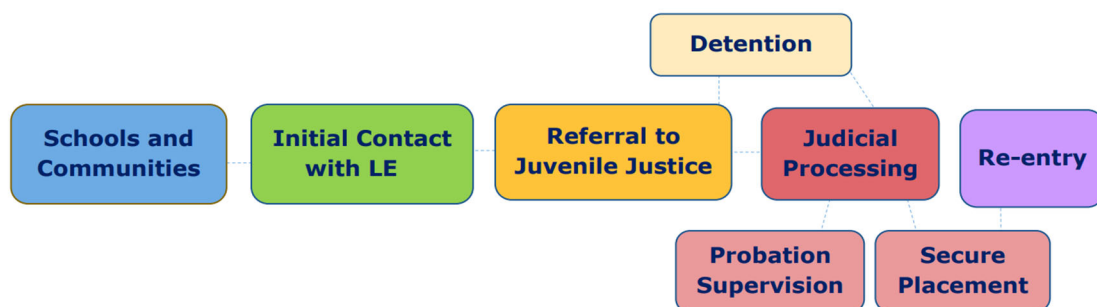 Detention
Schools and
Communities
Initial Contact
with LE
Referral to
Juvenile Justice
Judicial
Processing
Re-entry
Probation
Supervision
Secure
Placement